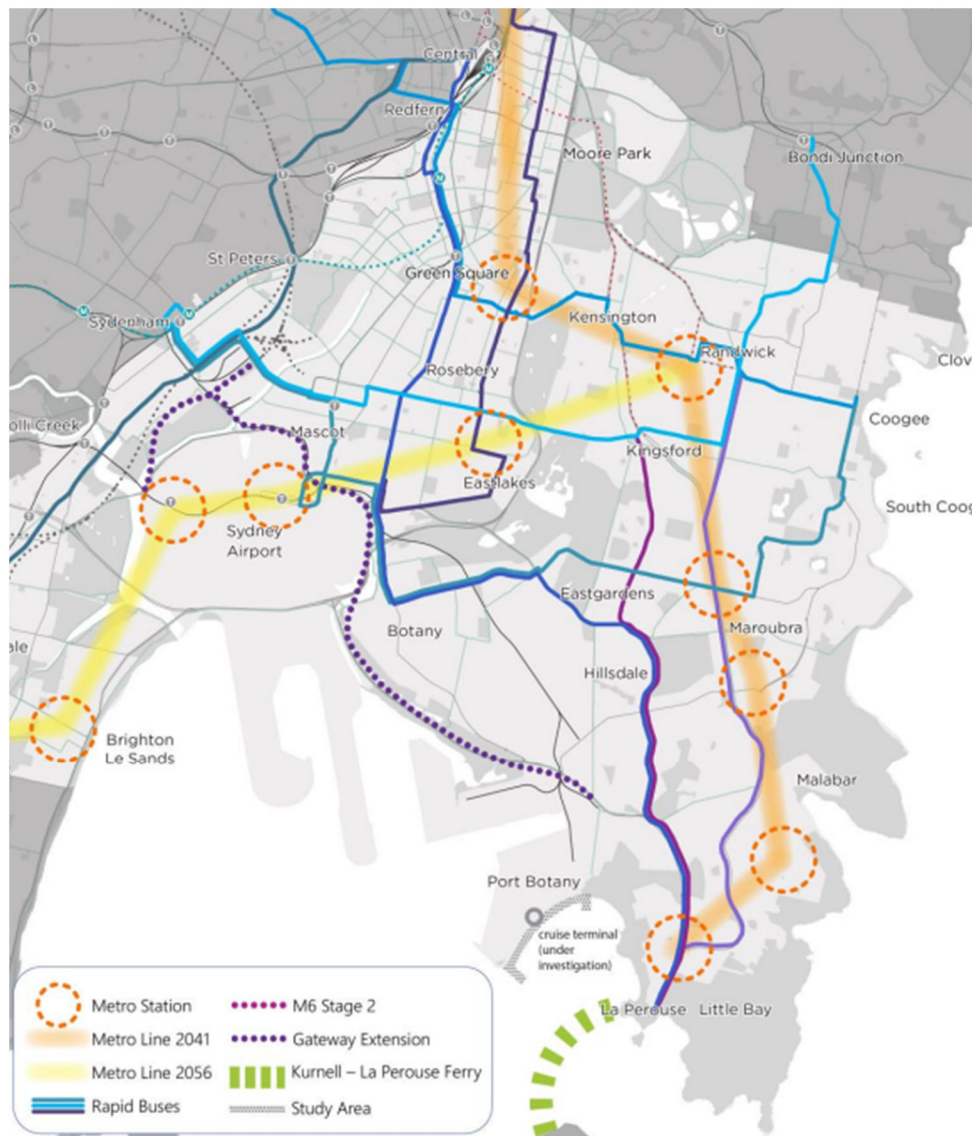 Central
Redfern
Moore Park
Bondi Junction
St Peters
Green Square
Kensington
Sydenham
Randwick
Clov
Rosebery
olli Creek
Coogee
Mascot
Kingsford
Eastlakes
South Coog
Sydney
Airport
Eastgardens
Botany
Maroubra
ale
Hillsdale
Brighton
Le Sands
Malabar
Port Botany
cruise terminal
(under
investigation)
La Perouse
Little Bay
Metro Station
M6 Stage 2
Metro Line 2041
Gateway Extension
Metro Line 2056
Kurnell – La Perouse Ferry
Rapid Buses
Study Area